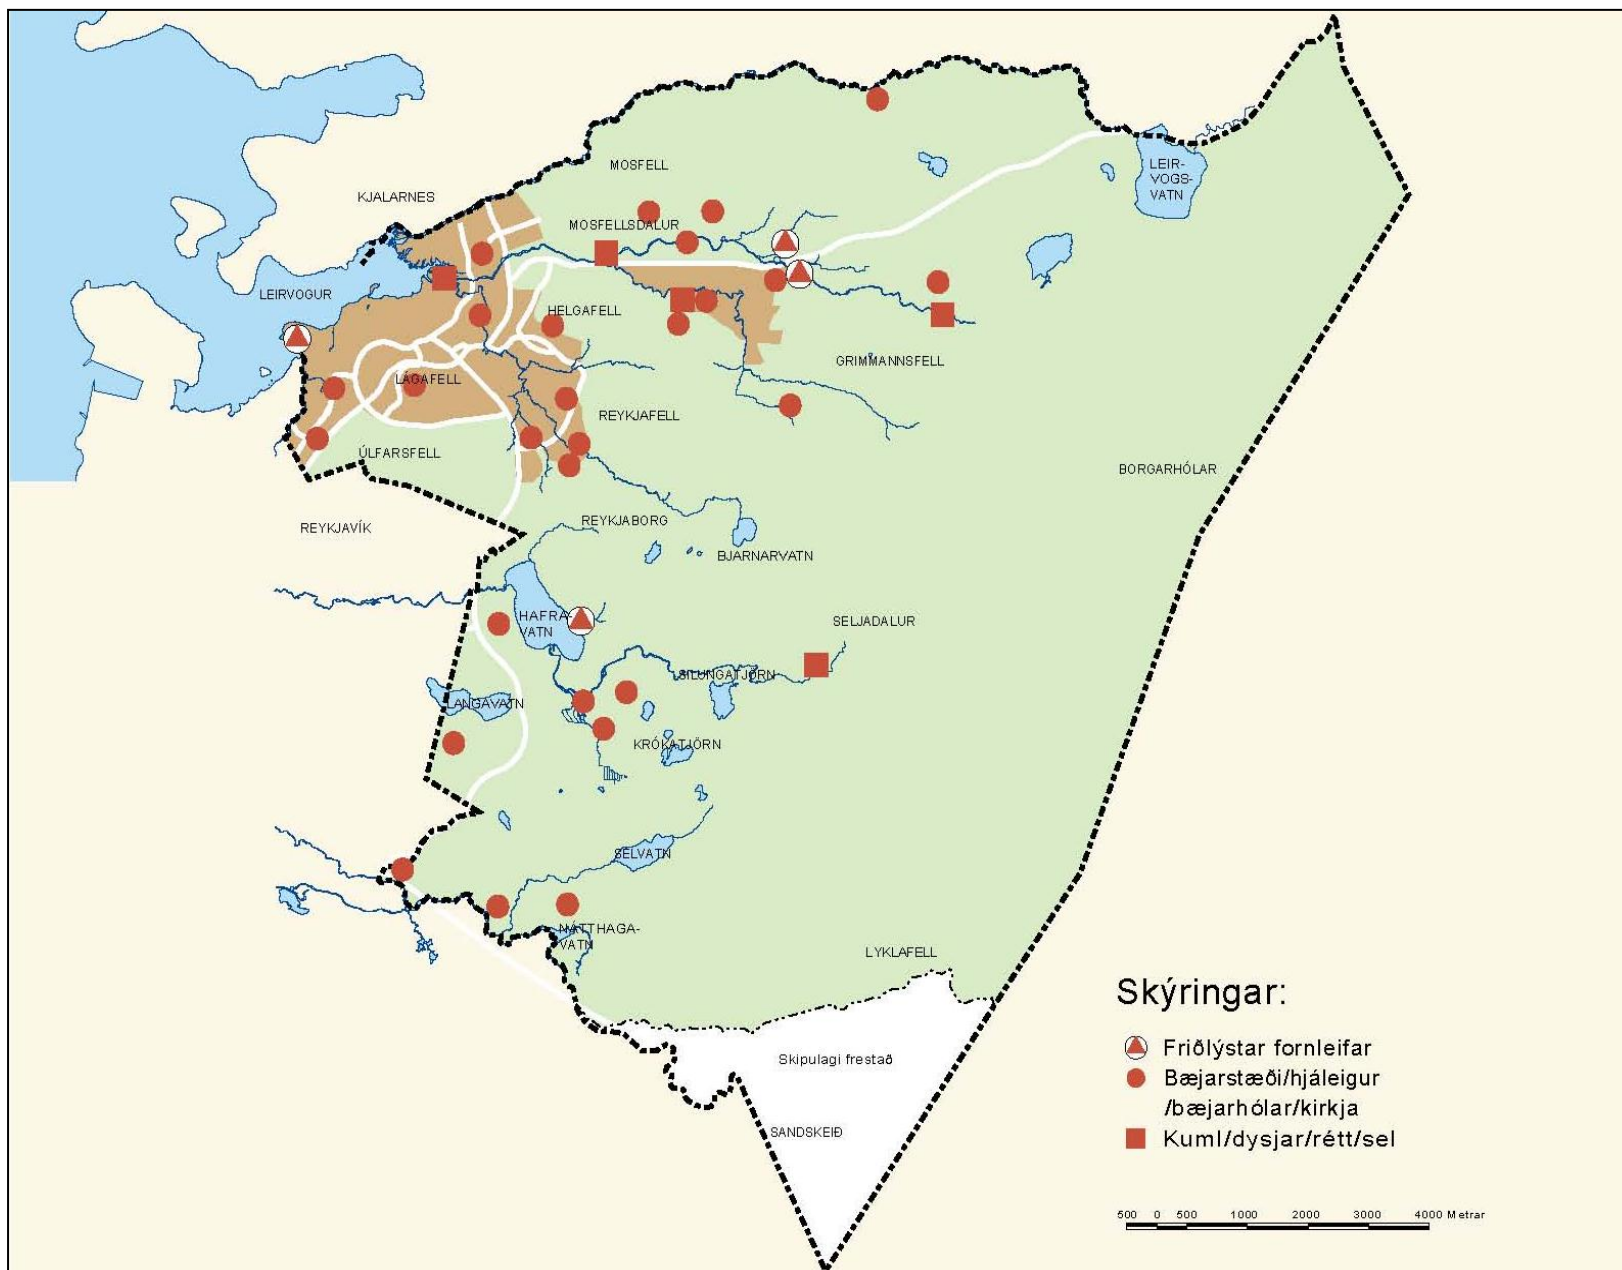 MOSFELL
LEIR-
VOGS-
VATN
KJALARNES
MOSFELLSDALUR
LEIRVOGUR
HELGAFELL
GRIMMANNSFELL
LÁGAFELL
REYKJAFELL
ÚLFARSFELL
BORGARHÓLAR
REYKJAVÍK
REYKJABORG
BJARNARVATN
HAFRA-
VATN
SELJADALUR
SILUNGATJÖRN
LANGAVATN
KRÓKATJÖRN
SELVATN
NÁTTHAGA-
VATN
LYKLAFELL
Skipulagi frestað
SANDSKEIÐ
Skýringar:
Friðlýstar fornleifar
Bæjarstæði/hjáleigur
/bæjarhólar/kirkja
Kuml/dysjar/rétt/sel
500 0 500 1000 2000 3000 4000 Metrar